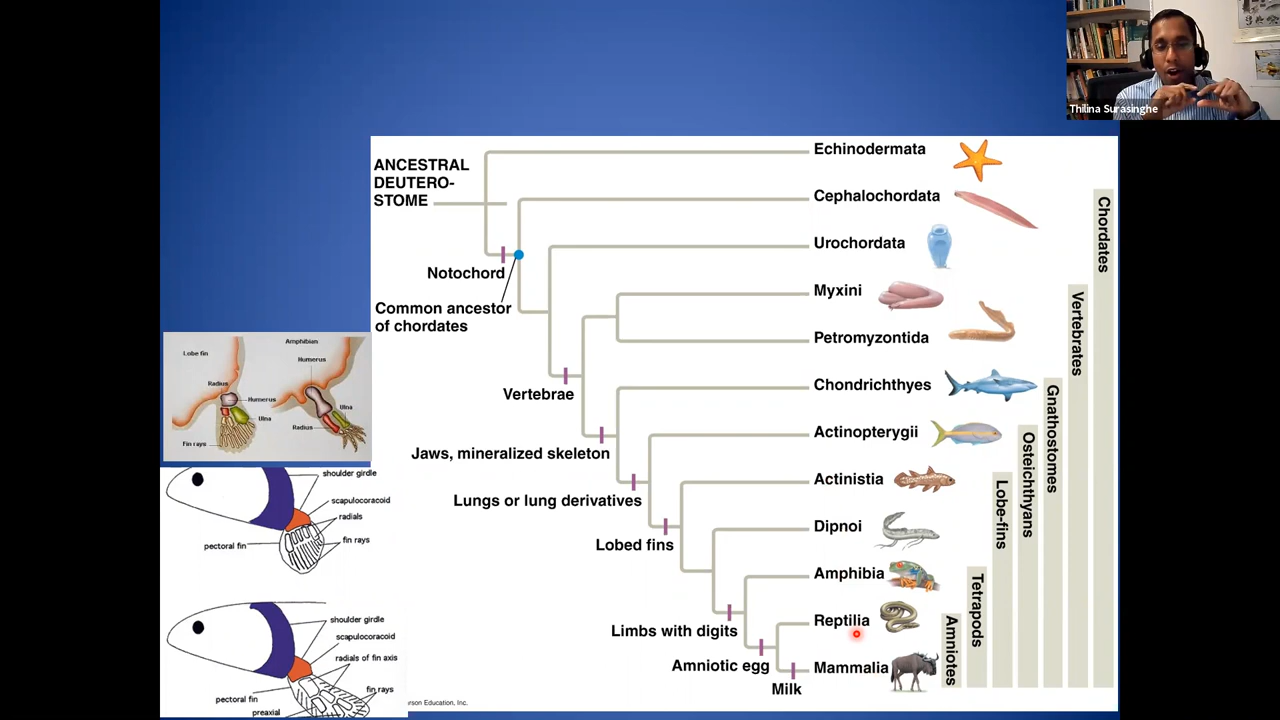 Thilina Surasinghe
ANCESTRAL
DEUTERO-
STOME
Notochord
Common ancestor
of chordates
Vertebrae
Jaws, mineralized skeleton
Lungs or lung derivatives
Lobed fins
Limbs with digits
Amniotic egg
Milk
Echinodermata
Cephalochordata
Urochordata
Myxini
Petromyzontida
Chondrichthyes
Actinopterygii
Actinistia
Dipnoi
Amphibia
Reptilia
Mammalia
Chordates
Vertebrates
Gnathostomes
Osteichthyans
Lobe-fins
Tetrapods
Amniotes
Lobe fin
Radius
Humerus
Ulna
Fin rays
Amphibian
Humerus
Ulna
Radius
shoulder girdle
scapulocoracoid
radials
fin rays
pectoral fin
shoulder girdle
scapulocoracoid
radials of fin axis
fin rays
pectoral fin
preaxial
rson Education, Inc.